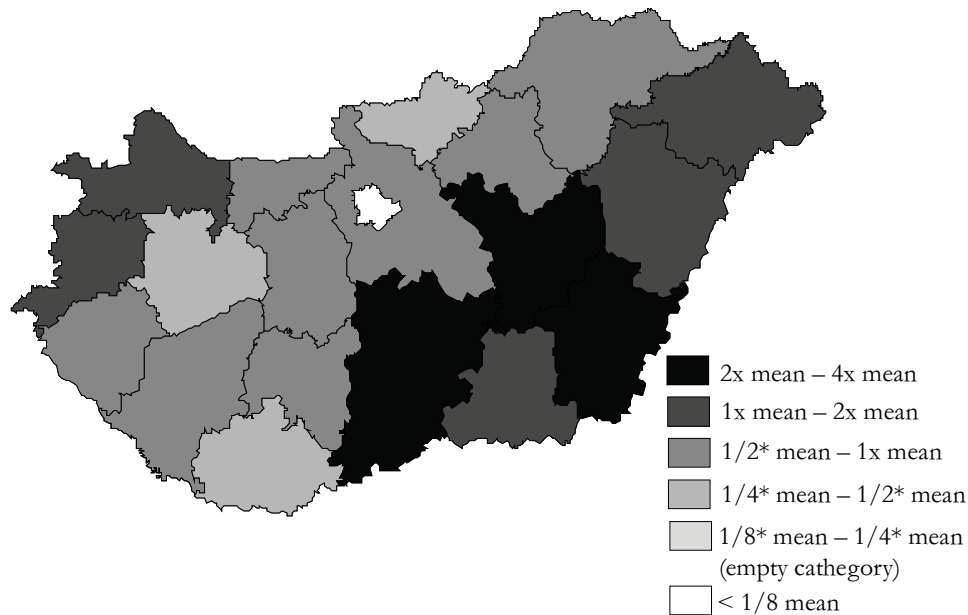 2x mean – 4x mean
1x mean – 2x mean
1/2* mean – 1x mean
1/4* mean – 1/2* mean
1/8* mean – 1/4* mean
(empty cathegory)
< 1/8 mean